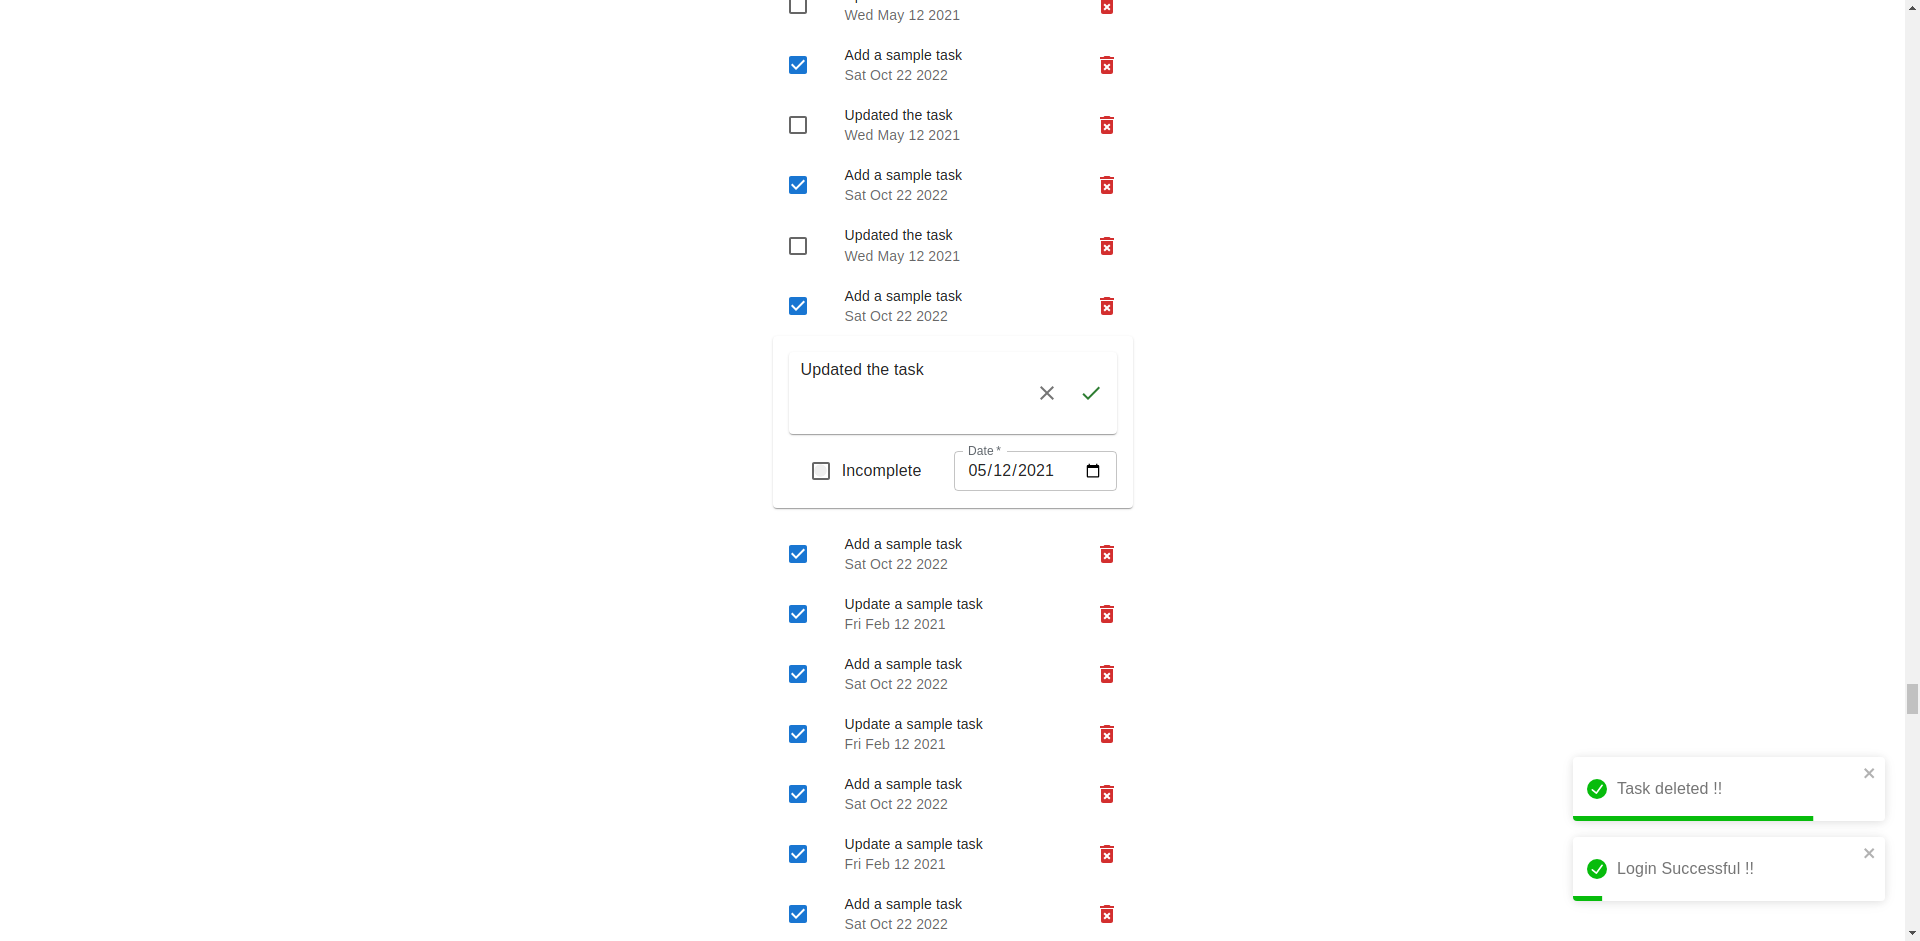 Wed May 12 2021
Add a sample task
Sat Oct 22 2022
Updated the task
Wed May 12 2021
Add a sample task
Sat Oct 22 2022
Updated the task
Wed May 12 2021
Add a sample task
Sat Oct 22 2022
Updated the task
Date *
Incomplete
05/12/2021
Add a sample task
Sat Oct 22 2022
Update a sample task
Fri Feb 12 2021
Add a sample task
Sat Oct 22 2022
Update a sample task
Fri Feb 12 2021
Add a sample task
Sat Oct 22 2022
Update a sample task
Fri Feb 12 2021
Add a sample task
Sat Oct 22 2022
Task deleted !!
Login Successful !!